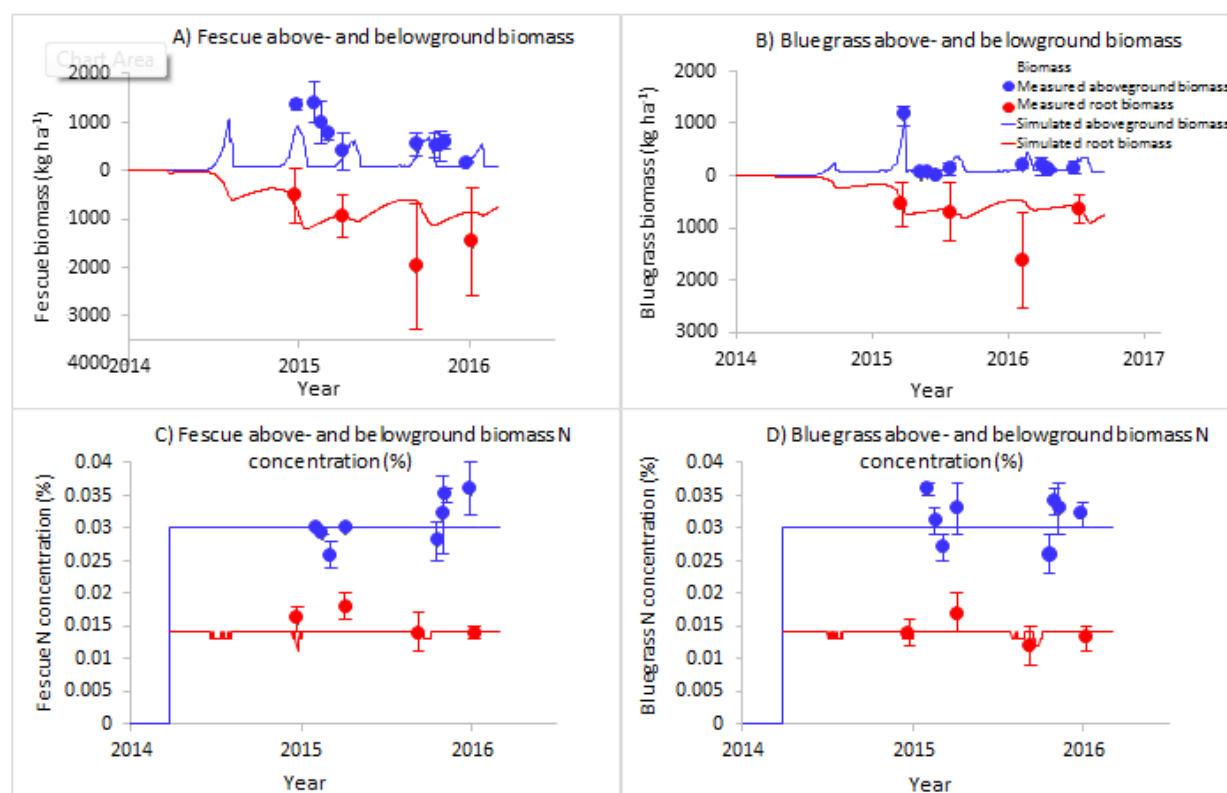 A) Fescue above- and belowground biomass
Chart Area
2000
1000
0
1000
2000
3000
4000
Fescue biomass (kg ha⁻¹)
2014
2015
2016
Year
B) Bluegrass above- and belowground biomass
Biomass
Measured aboveground biomass
Measured root biomass
Simulated aboveground biomass
Simulated root biomass
2000
1000
0
1000
2000
3000
Bluegrass biomass (kg ha⁻¹)
2014
2015
2016
2017
Year
C) Fescue above- and belowground biomass N
concentration (%)
0.04
0.035
0.03
0.025
0.02
0.015
0.01
0.005
0
Fescue N concentration (%)
2014
2015
2016
Year
D) Bluegrass above- and belowground biomass N
concentration (%)
0.04
0.035
0.03
0.025
0.02
0.015
0.01
0.005
0
Bluegrass N concentration (%)
2014
2015
2016
Year